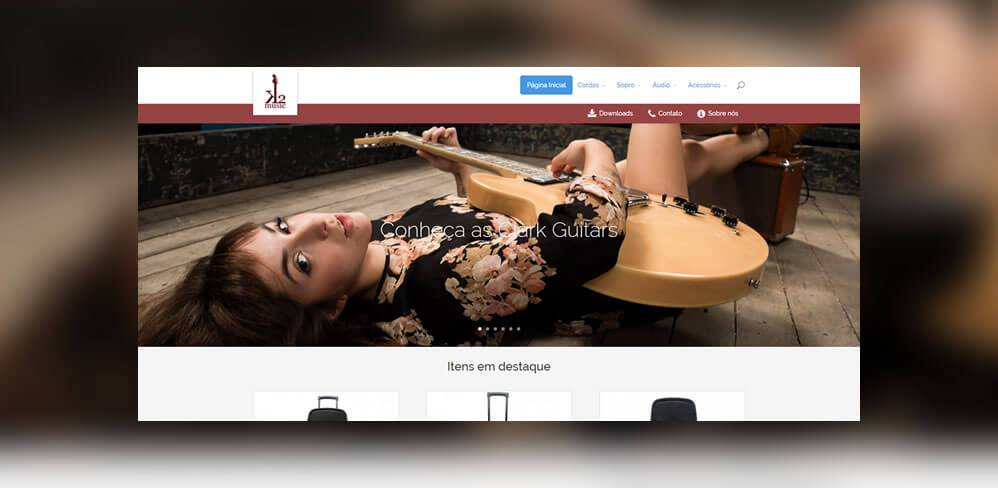 K2
music
Página Inicial Cordas Sopro Áudio Acessórios
Downloads Contato Sobre nós
Conheça as Clark Guitars
Itens em destaque